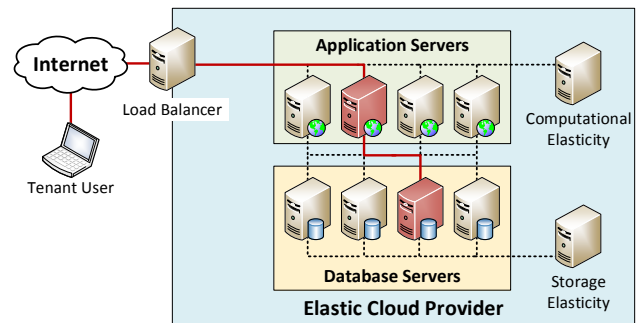 Application Servers
Internet
Load Balancer
Computational
Elasticity
Tenant User
Database Servers
Storage
Elasticity
Elastic Cloud Provider